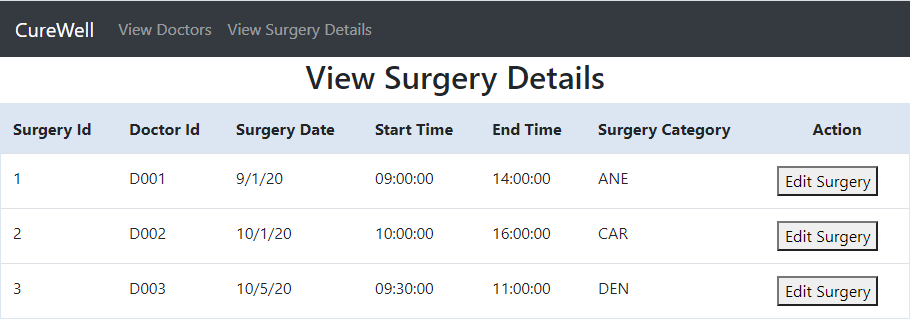 CureWell View Doctors View Surgery Details
View Surgery Details
Surgery Id Doctor Id Surgery Date Start Time End Time Surgery Category Action
1 D001 9/1/20 09:00:00 14:00:00 ANE Edit Surgery
2 D002 10/1/20 10:00:00 16:00:00 CAR Edit Surgery
3 D003 10/5/20 09:30:00 11:00:00 DEN Edit Surgery